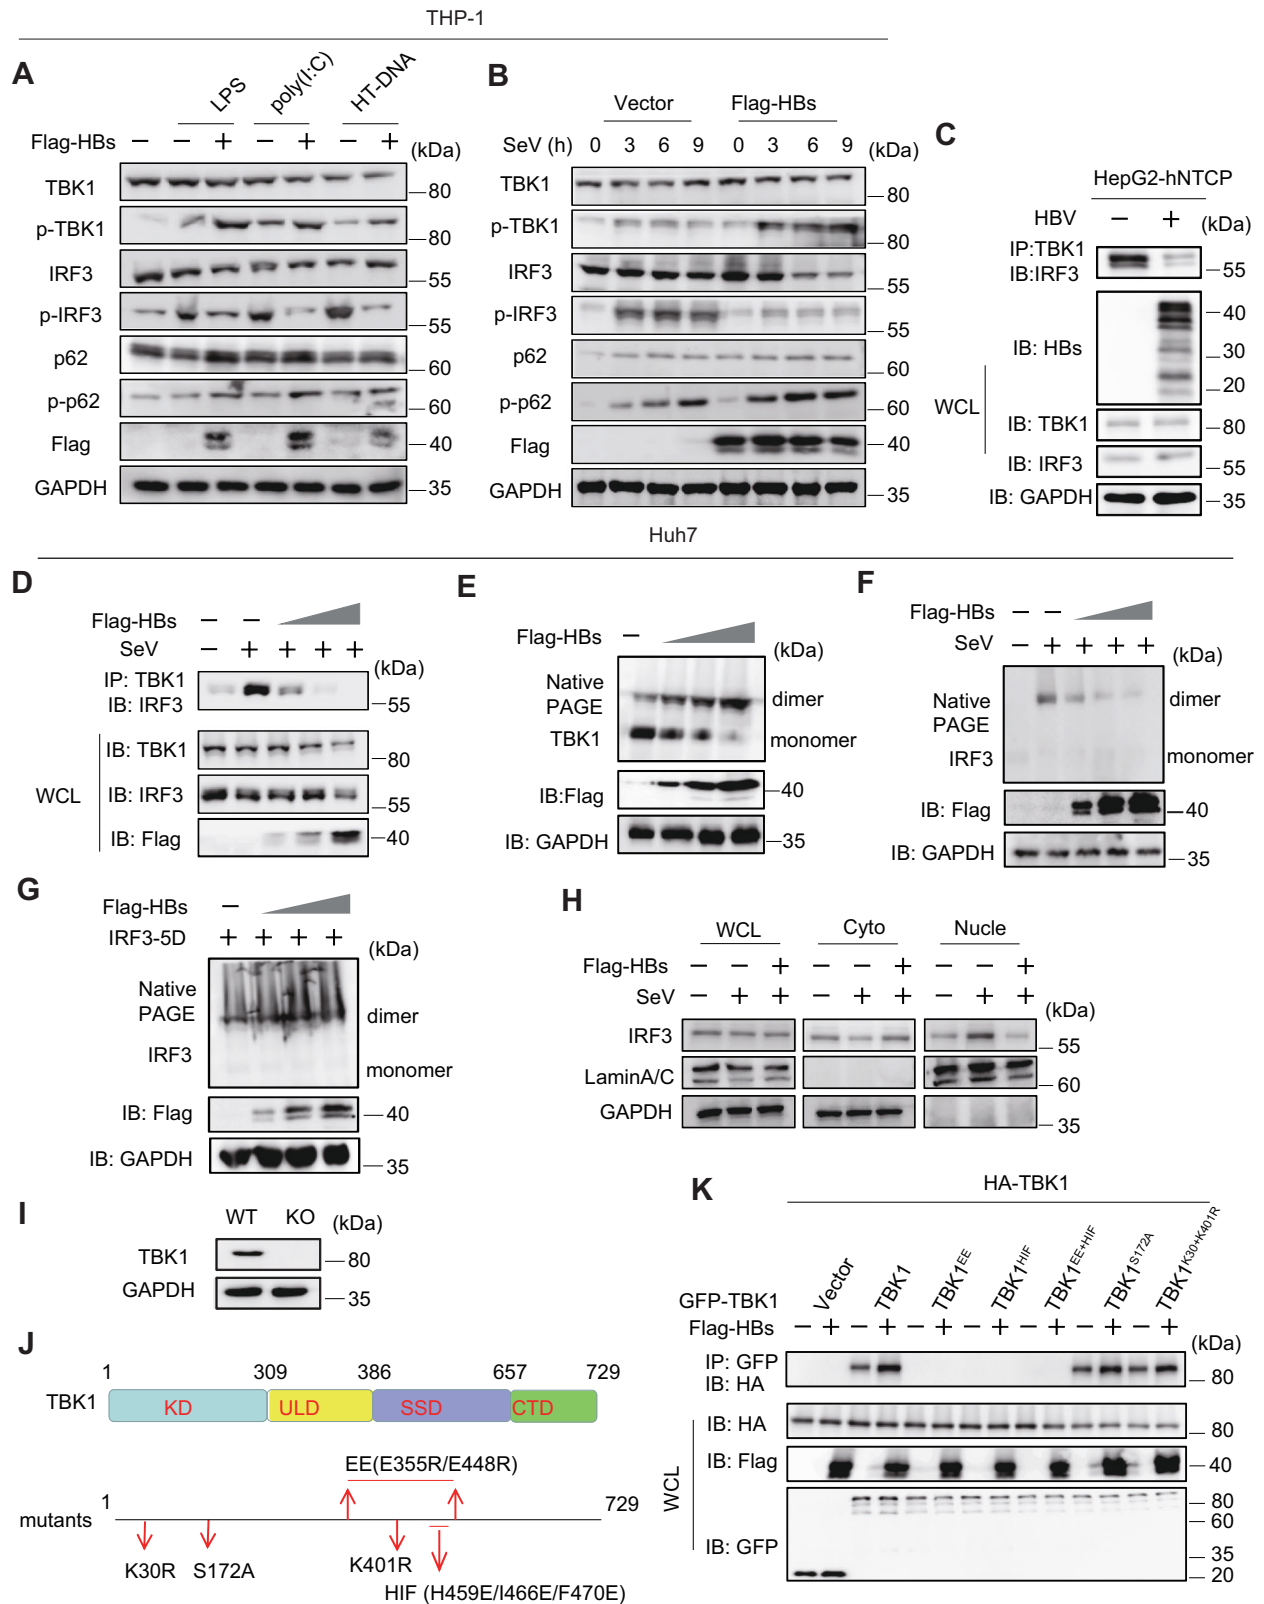 THP-1
A
LPS
poly(I:C)
HT-DNA
Flag-HBs − − + − + − + (kDa)
TBK1 80
p-TBK1 80
IRF3 55
p-IRF3 55
p62 60
p-p62 60
Flag 40
GAPDH 35
B
Vector Flag-HBs
SeV (h) 0 3 6 9 0 3 6 9 (kDa)
TBK1 80
p-TBK1 80
IRF3 55
p-IRF3 55
p62 60
p-p62 60
Flag 40
GAPDH 35
C
HepG2-hNTCP
HBV − + (kDa)
IP:TBK1
IB:IRF3 55
IB: HBs 40
30
20
WCL
IB: TBK1 80
IB: IRF3 55
IB: GAPDH 35
Huh7
D
Flag-HBs − −
SeV − + + + + (kDa)
IP: TBK1
IB: IRF3 55
WCL
IB: TBK1 80
IB: IRF3 55
IB: Flag 40
E
Flag-HBs −
(kDa)
Native
PAGE
TBK1
dimer
monomer
IB:Flag 40
IB: GAPDH 35
F
Flag-HBs − −
SeV − + + + + (kDa)
Native
PAGE
IRF3
dimer
monomer
IB: Flag 40
IB: GAPDH 35
G
Flag-HBs −
IRF3-5D + + + + (kDa)
Native
PAGE
IRF3
dimer
monomer
IB: Flag 40
IB: GAPDH 35
H
WCL Cyto Nucle
Flag-HBs − − + − − + − − +
SeV − + + − + + − + + (kDa)
IRF3 55
LaminA/C 60
GAPDH 35
I
WT KO (kDa)
TBK1 80
GAPDH 35
J
1 309 386 657 729
TBK1 KD ULD SSD CTD
EE(E355R/E448R)
1 729
mutants
K30R S172A K401R
HIF (H459E/I466E/F470E)
K
HA-TBK1
GFP-TBK1 Vector TBK1 TBK1EE TBK1HIF TBK1EE+HIF TBK1S172A TBK1K30+K401R
Flag-HBs − + − + − + − + − + − + − + (kDa)
IP: GFP
IB: HA 80
WCL
IB: HA 80
IB: Flag 40
IB: GFP 80
60
35
20